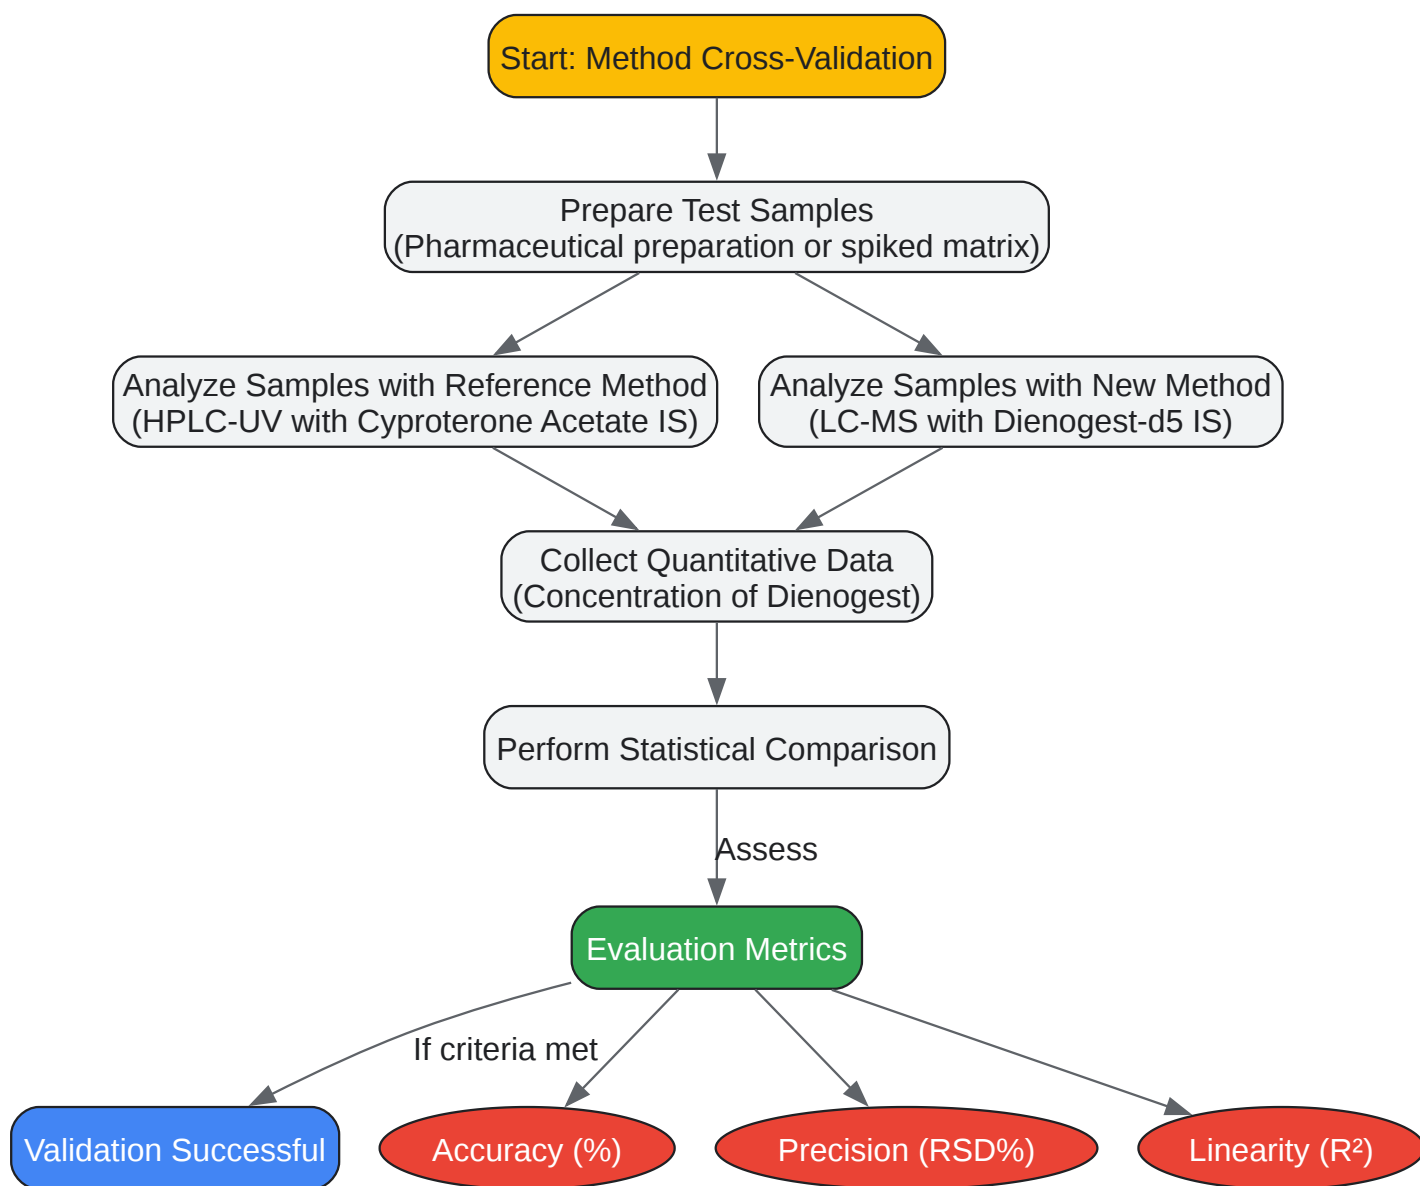 Start: Method Cross-Validation
Prepare Test Samples
(Pharmaceutical preparation or spiked matrix)
Analyze Samples with Reference Method
(HPLC-UV with Cyproterone Acetate IS)
Analyze Samples with New Method
(LC-MS with Dienogest-d5 IS)
Collect Quantitative Data
(Concentration of Dienogest)
Perform Statistical Comparison
Assess
Evaluation Metrics
If criteria met
Validation Successful
Accuracy (%)
Precision (RSD%)
Linearity (R²)